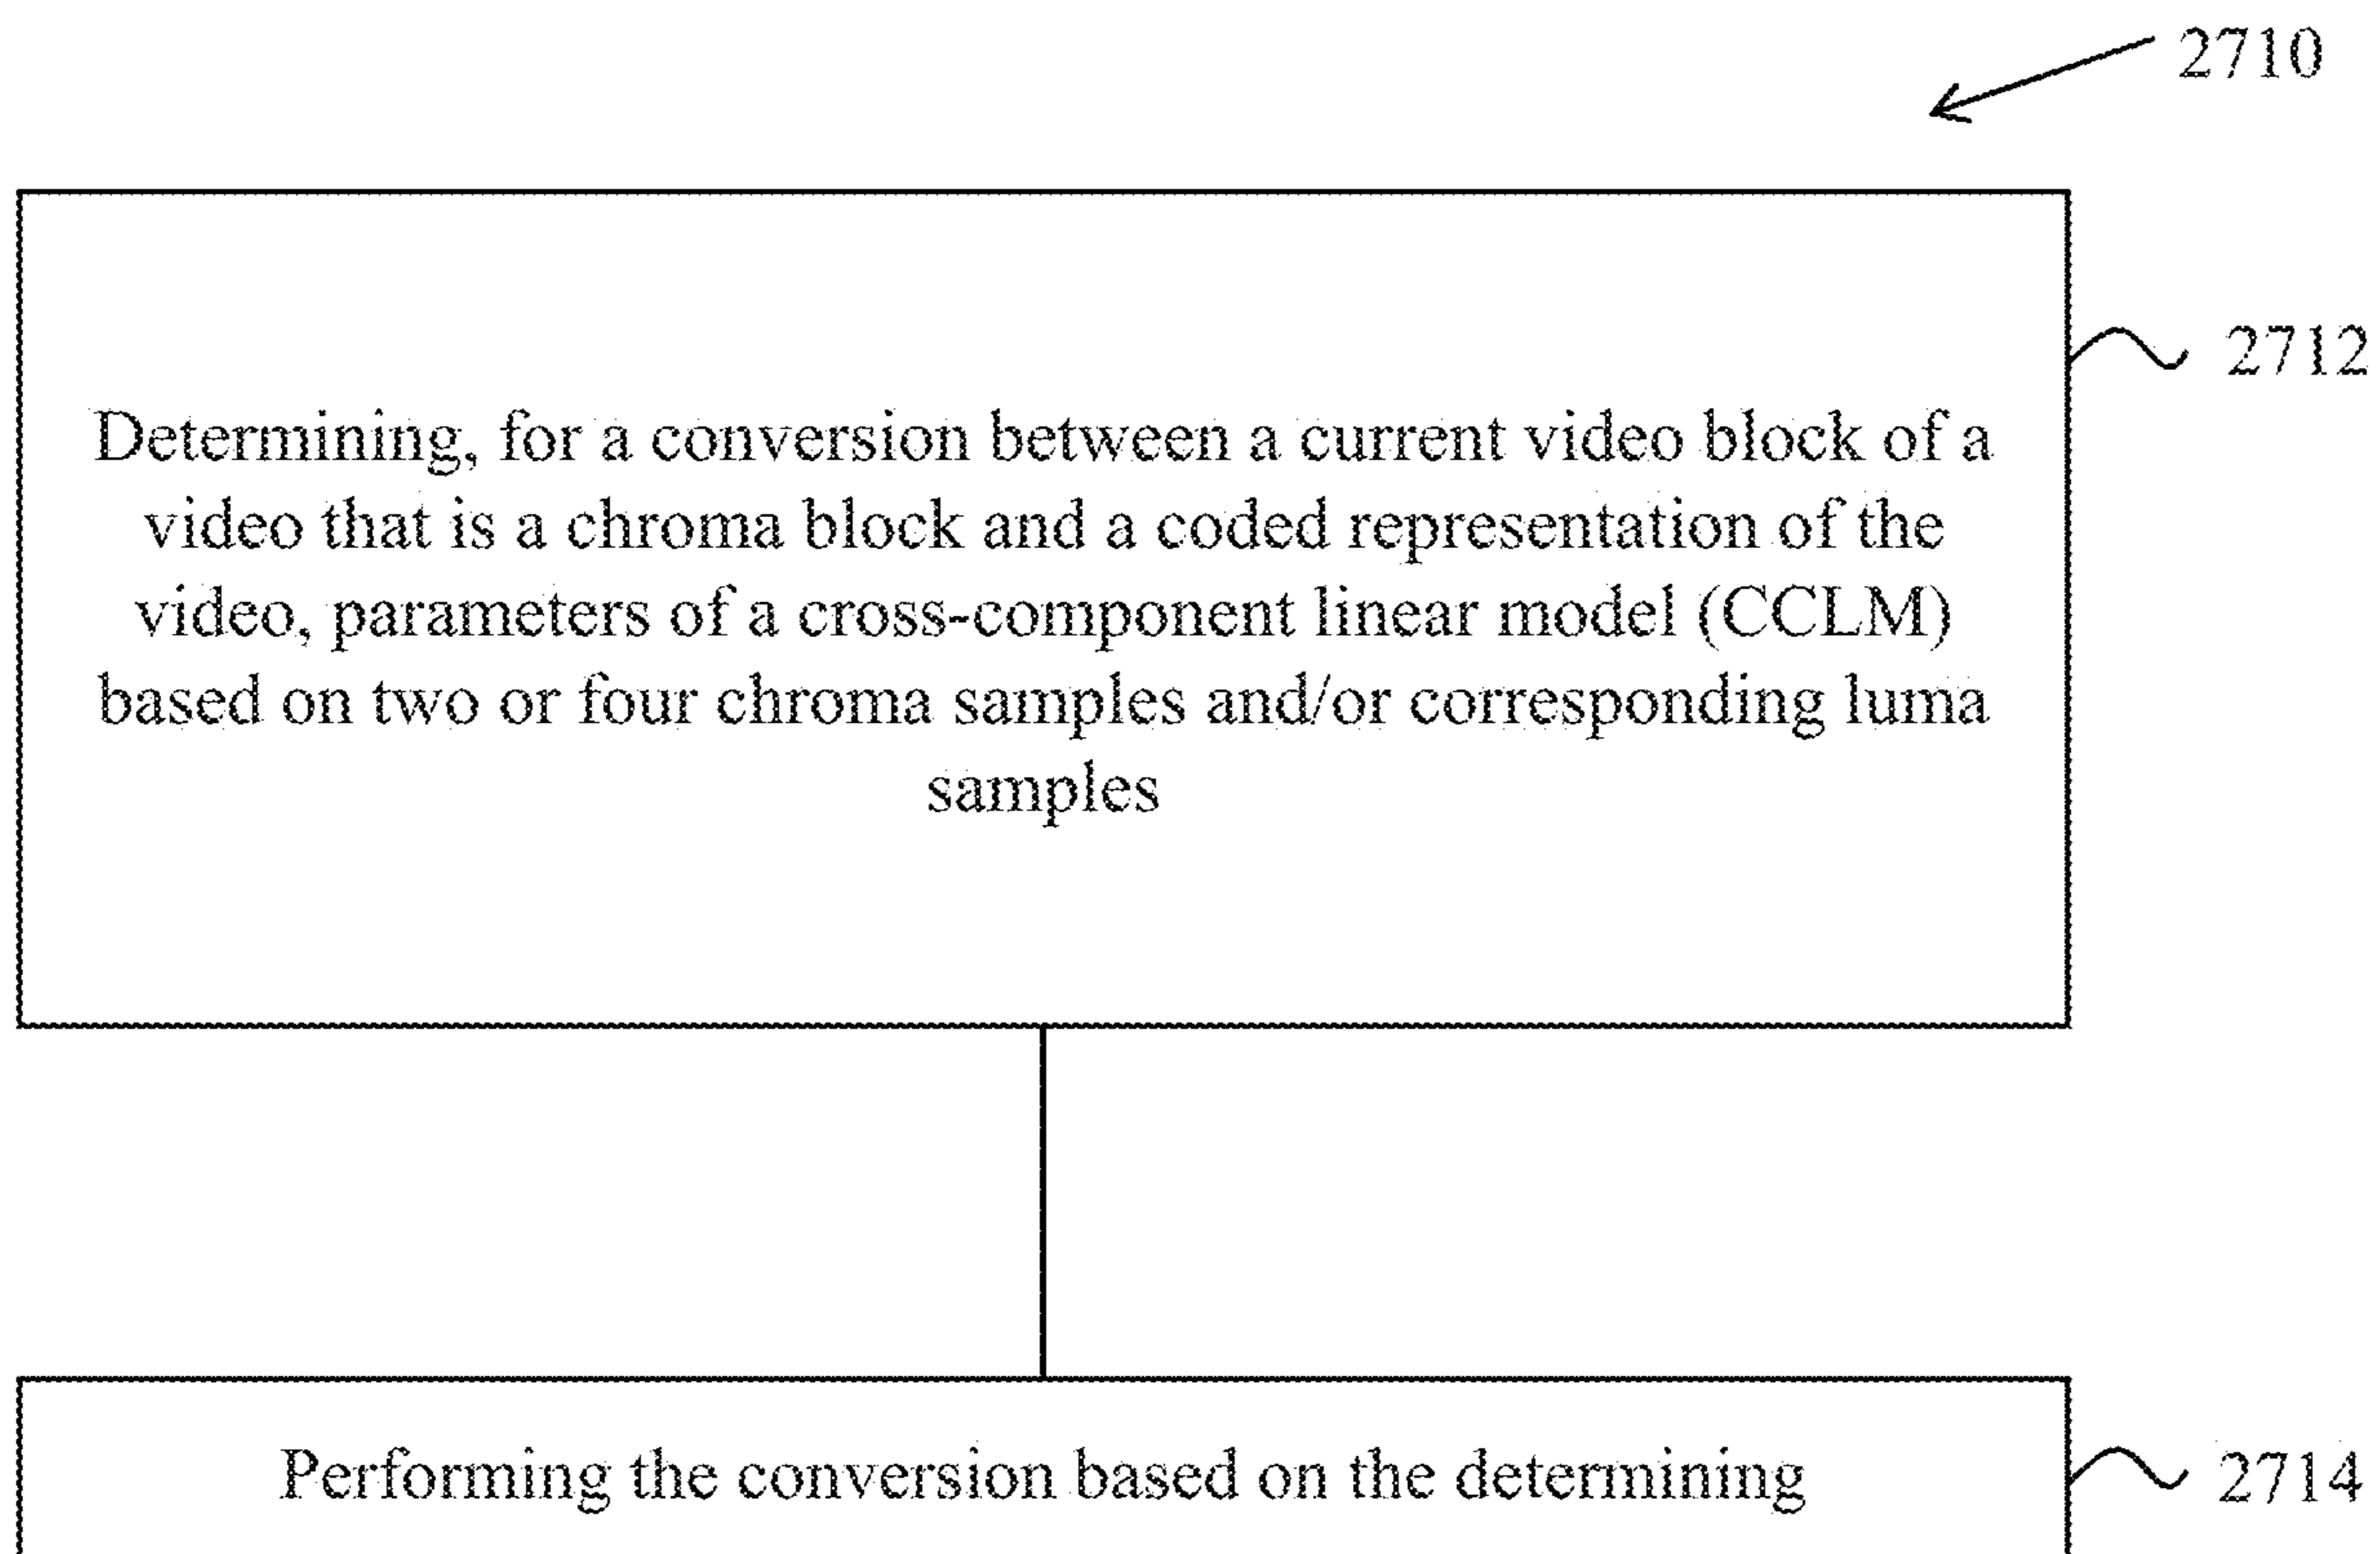 2710
2712
Determining, for a conversion between a current video block of a
video that is a chroma block and a coded representation of the
video, parameters of a cross-component linear model (CCLM)
based on two or four chroma samples and/or corresponding luma
samples
Performing the conversion based on the determining
2714